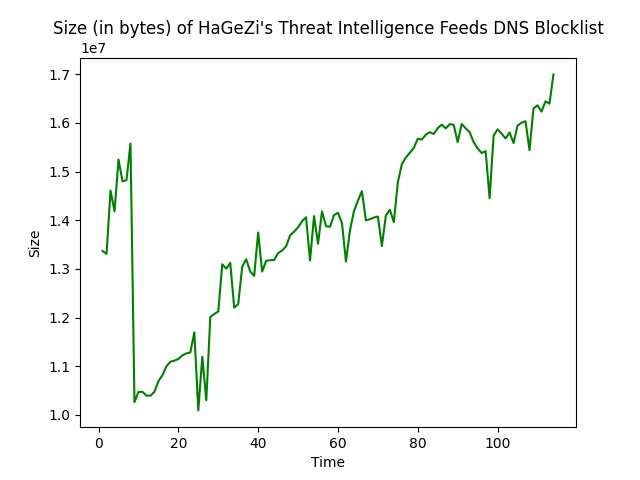 Size (in bytes) of HaGeZi's Threat Intelligence Feeds DNS Blocklist
1e7
1.7
1.6
1.5
1.4
1.3
1.2
1.1
1.0
Size
0 20 40 60 80 100
Time